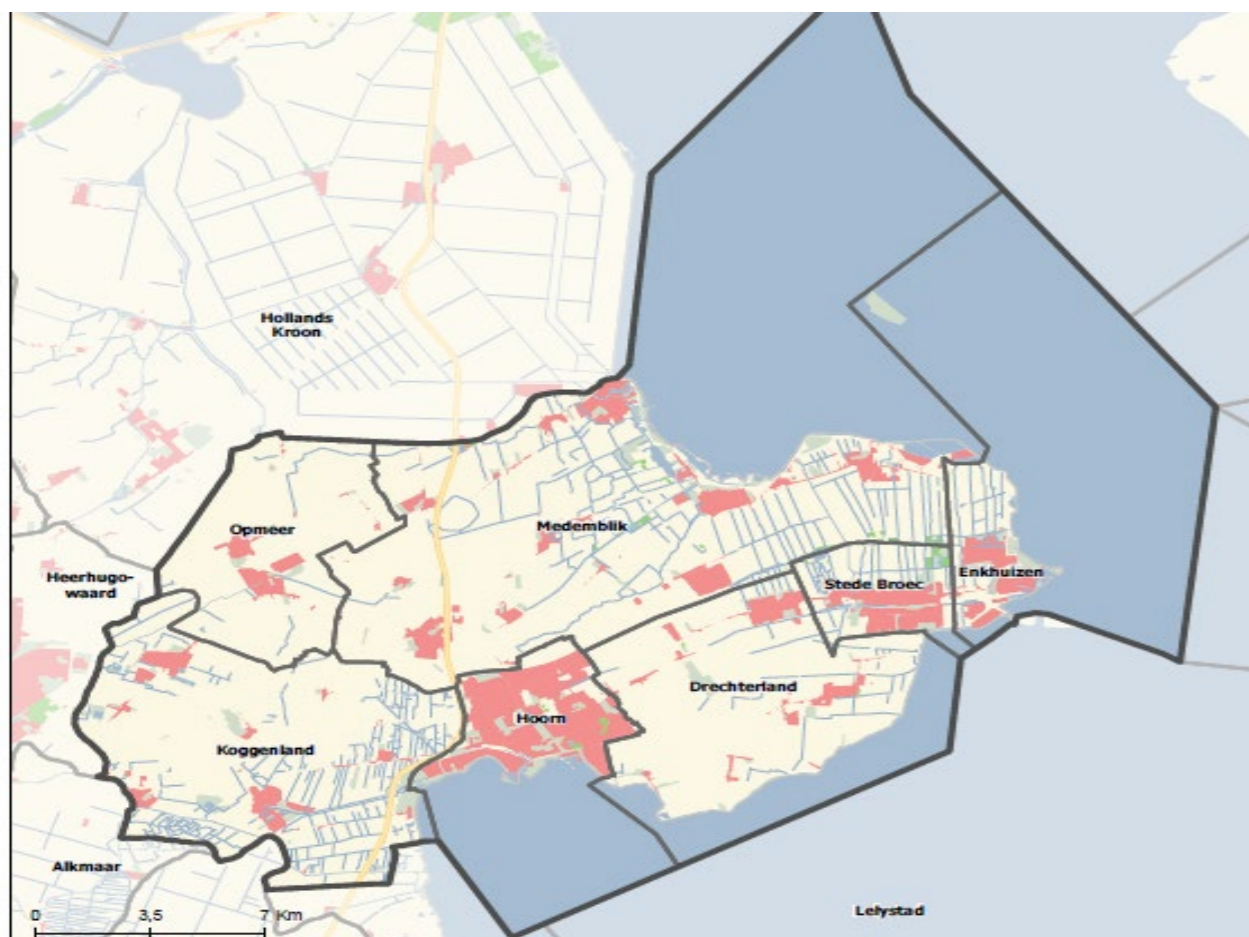 Hollands
Kroon
Opmeer
Medemblik
Heerhugo-
waard
Stede Broec
Enkhuizen
Drechterland
Hoorn
Koggenland
Alkmaar
Lelystad
0 3,5 7 Km